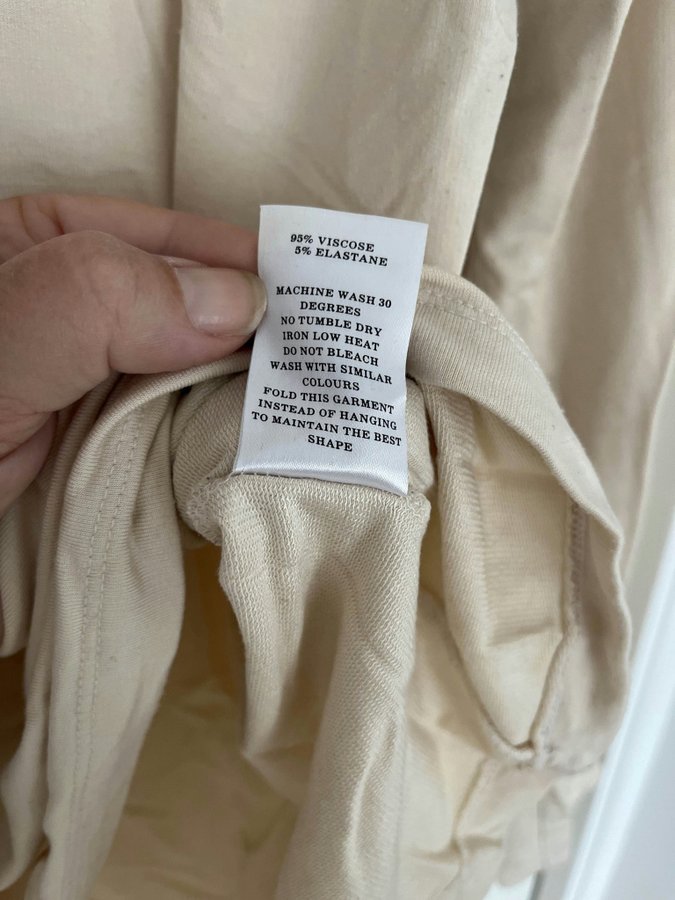 95% VISCOSE
5% ELASTANE
MACHINE WASH 30
DEGREES
NO TUMBLE DRY
IRON LOW HEAT
DO NOT BLEACH
WASH WITH SIMILAR
COLOURS
FOLD THIS GARMENT
INSTEAD OF HANGING
TO MAINTAIN THE BEST
SHAPE